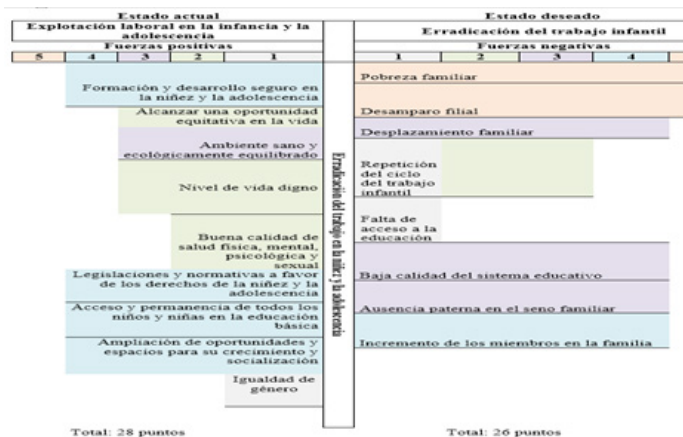 Estado actual
Estado deseado
Explotación laboral en la infancia y la
adolescencia
Erradicación del trabajo infantil
Fuerzas positivas
Fuerzas negativas
5 4 3 2 1
1 2 3 4
Formación y desarrollo seguro en
la niñez y la adolescencia
Alcanzar una oportunidad
equitativa en la vida
Ambiente sano y
ecológicamente equilibrado
Nivel de vida digno
Buena calidad de
salud física, mental,
psicológica y
sexual
Legislaciones y normativas a favor
de los derechos de la niñez y la
adolescencia
Acceso y permanencia de todos los
niños y niñas en la educación
básica
Ampliación de oportunidades y
espacios para su crecimiento y
socialización
Igualdad de
género
Total: 28 puntos
Erradicación del trabajo en la niñez y la adolescencia
Pobreza familiar
Desamparo filial
Desplazamiento familiar
Repetición
del ciclo
del trabajo
infantil
Falta de
acceso a la
educación
Baja calidad del sistema educativo
Ausencia paterna en el seno familiar
Incremento de los miembros en la familia
Total: 26 puntos